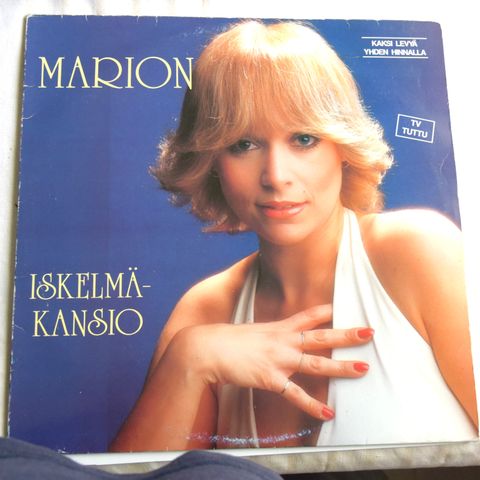 KAKSI LEVYÄ
YHDEN HINNALLA
MARION
TV
TUTTU
ISKELMÄ-
KANSIO